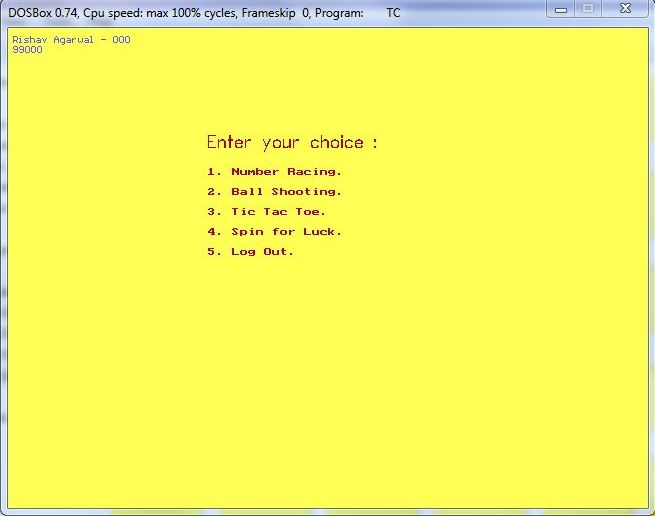 DOSBox 0.74, Cpu speed: max 100% cycles, Frameskip 0, Program: TC
Rishav Agarwal - 000
99000
Enter your choice :
1. Number Racing.
2. Ball Shooting.
3. Tic Tac Toe.
4. Spin for Luck.
5. Log Out.